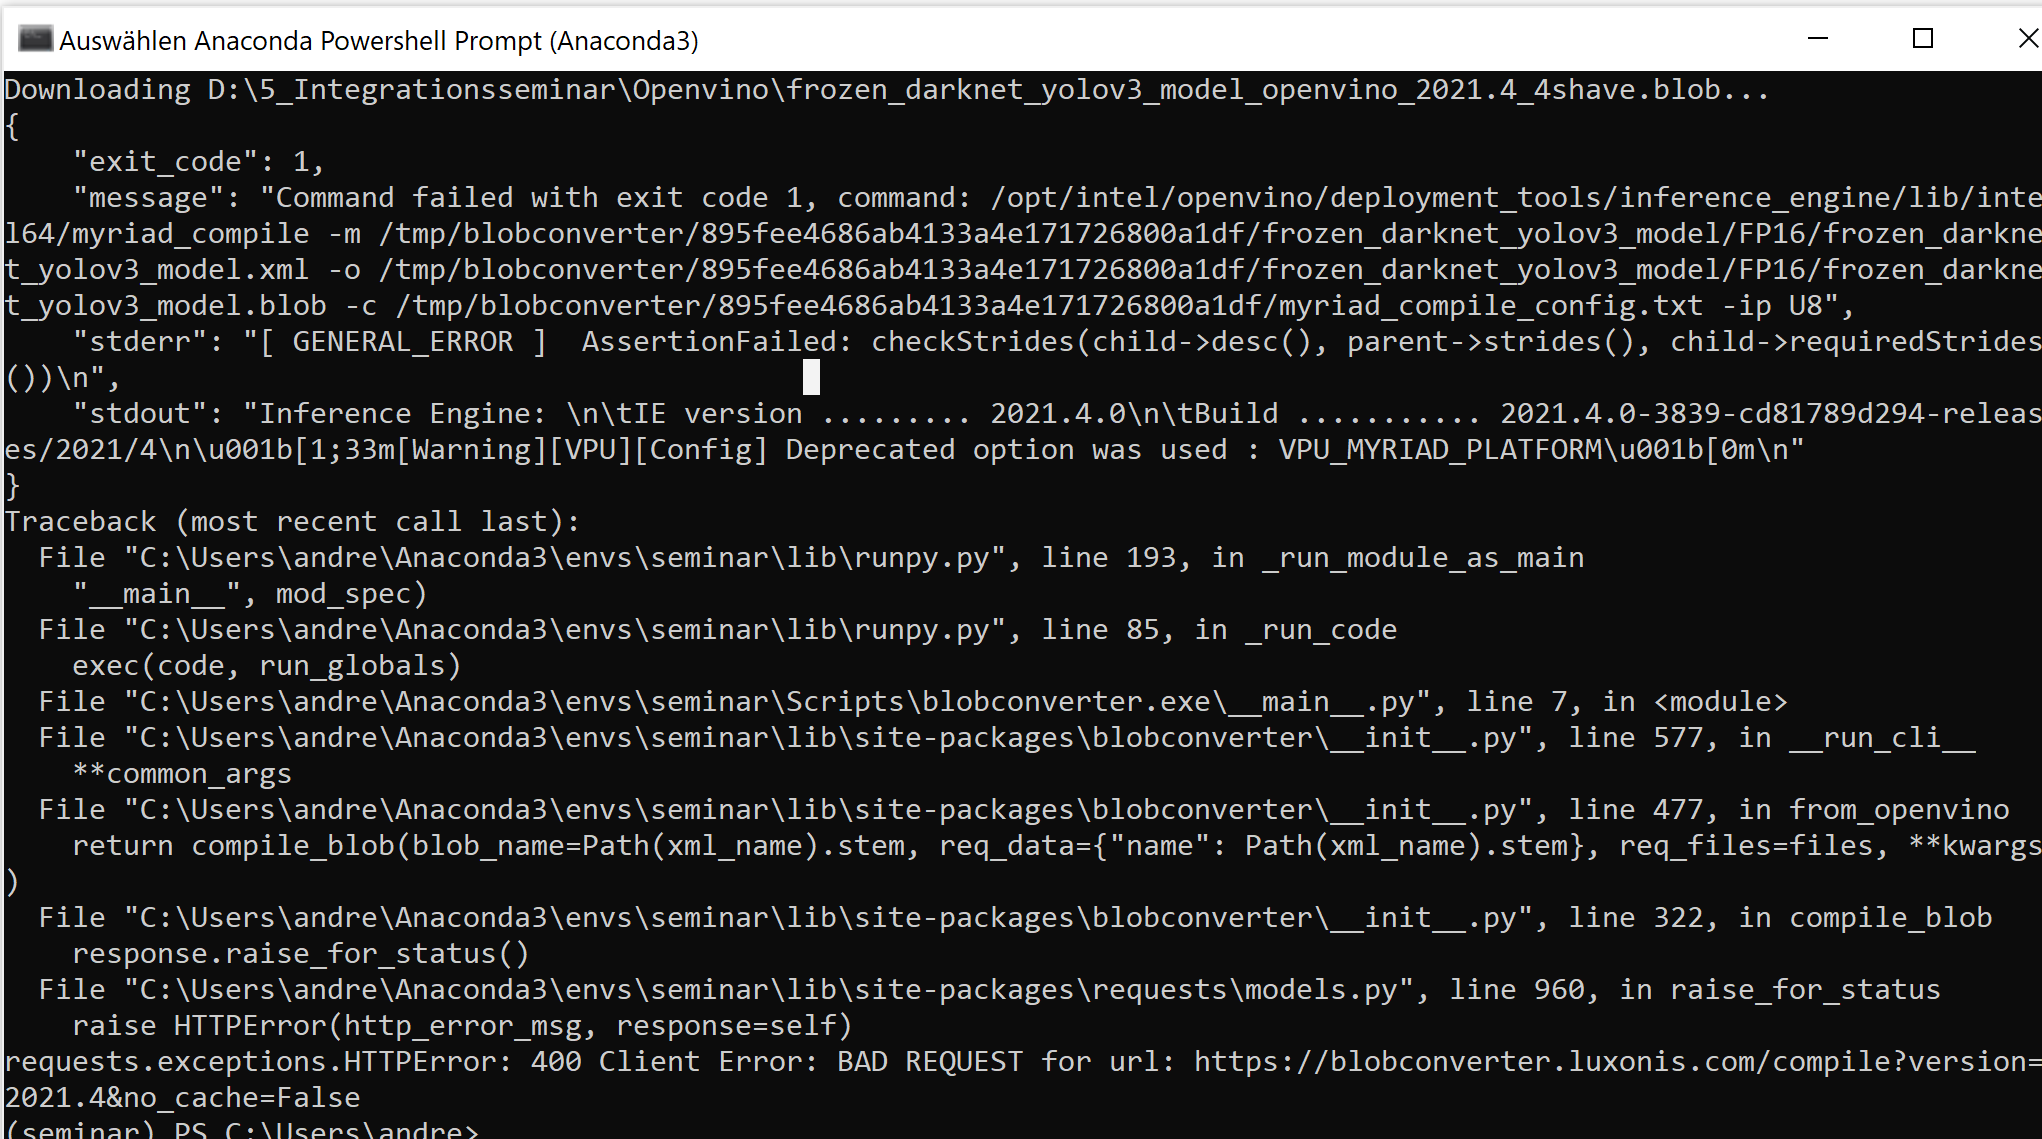 Auswählen Anaconda Powershell Prompt (Anaconda3)
Downloading D:\5_Integrationsseminar\Openvino\frozen_darknet_yolov3_model_openvino_2021.4_4shave.blob...
{
    "exit_code": 1,
    "message": "Command failed with exit code 1, command: /opt/intel/openvino/deployment_tools/inference_engine/lib/inte
l64/myriad_compile -m /tmp/blobconverter/895fee4686ab4133a4e171726800a1df/frozen_darknet_yolov3_model/FP16/frozen_darkne
t_yolov3_model.xml -o /tmp/blobconverter/895fee4686ab4133a4e171726800a1df/frozen_darknet_yolov3_model/FP16/frozen_darkne
t_yolov3_model.blob -c /tmp/blobconverter/895fee4686ab4133a4e171726800a1df/myriad_compile_config.txt -ip U8",
    "stderr": "[ GENERAL_ERROR ]  AssertionFailed: checkStrides(child->desc(), parent->strides(), child->requiredStrides
())\n",
    "stdout": "Inference Engine: \n\tIE version ......... 2021.4.0\n\tBuild ........... 2021.4.0-3839-cd81789d294-releas
es/2021/4\n\u001b[1;33m[Warning][VPU][Config] Deprecated option was used : VPU_MYRIAD_PLATFORM\u001b[0m\n"
}
Traceback (most recent call last):
  File "C:\Users\andre\Anaconda3\envs\seminar\lib\runpy.py", line 193, in _run_module_as_main
    "__main__", mod_spec)
  File "C:\Users\andre\Anaconda3\envs\seminar\lib\runpy.py", line 85, in _run_code
    exec(code, run_globals)
  File "C:\Users\andre\Anaconda3\envs\seminar\Scripts\blobconverter.exe\__main__.py", line 7, in <module>
  File "C:\Users\andre\Anaconda3\envs\seminar\lib\site-packages\blobconverter\__init__.py", line 577, in __run_cli__
    **common_args
  File "C:\Users\andre\Anaconda3\envs\seminar\lib\site-packages\blobconverter\__init__.py", line 477, in from_openvino
    return compile_blob(blob_name=Path(xml_name).stem, req_data={"name": Path(xml_name).stem}, req_files=files, **kwargs
)
  File "C:\Users\andre\Anaconda3\envs\seminar\lib\site-packages\blobconverter\__init__.py", line 322, in compile_blob
    response.raise_for_status()
  File "C:\Users\andre\Anaconda3\envs\seminar\lib\site-packages\requests\models.py", line 960, in raise_for_status
    raise HTTPError(http_error_msg, response=self)
requests.exceptions.HTTPError: 400 Client Error: BAD REQUEST for url: https://blobconverter.luxonis.com/compile?version=
2021.4&no_cache=False
(seminar) PS C:\Users\andre>